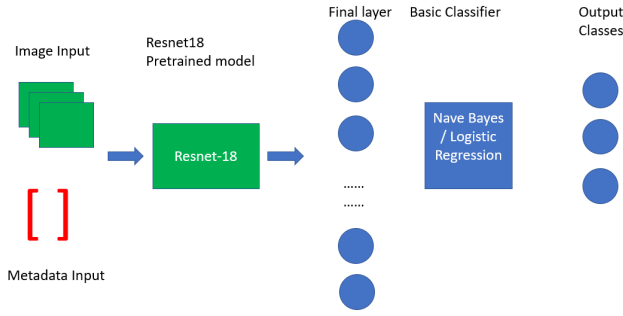 Image Input
Resnet18
Pretrained model
Final layer
Basic Classifier
Output
Classes
Resnet-18
Nave Bayes
/ Logistic
Regression
......
......
[ ]
Metadata Input